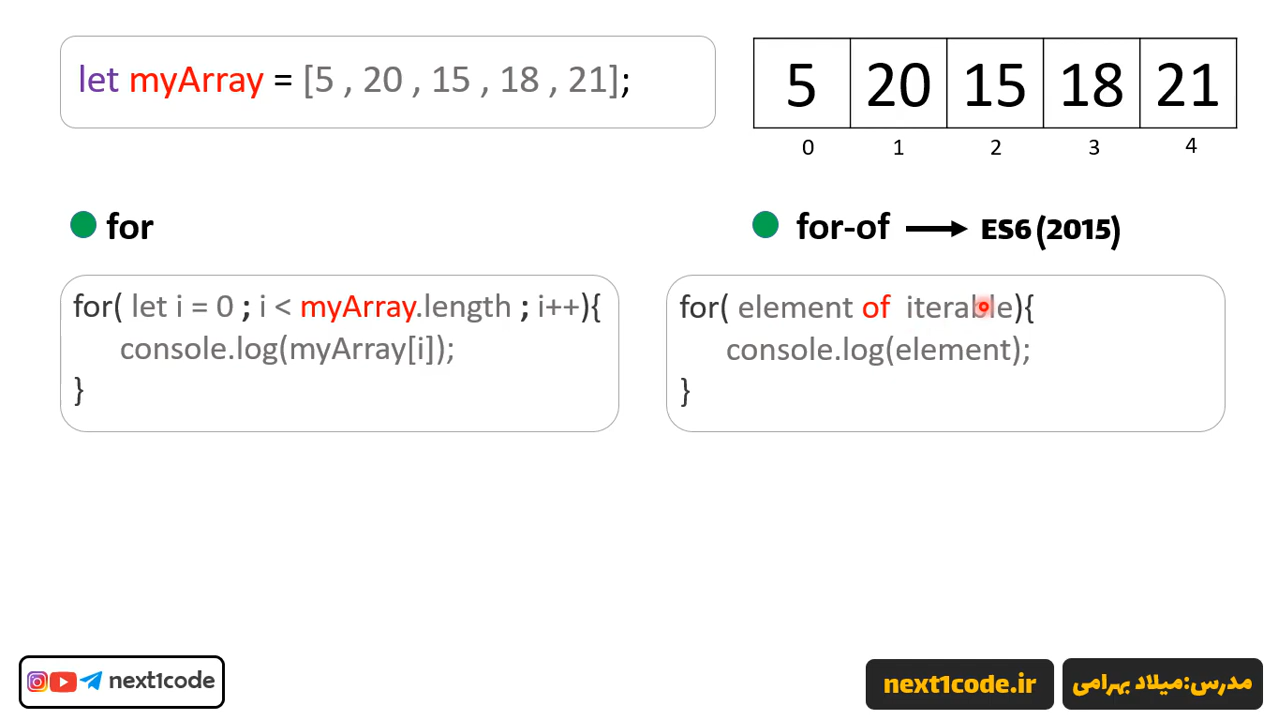 let myArray = [5 , 20 , 15 , 18 , 21];
5 20 15 18 21
0 1 2 3 4
for
for( let i = 0 ; i < myArray.length ; i++){
console.log(myArray[i]);
}
for-of ES6 (2015)
for( element of iterable){
console.log(element);
}
next1code
next1code.ir
مدرس:میلاد بهرامی